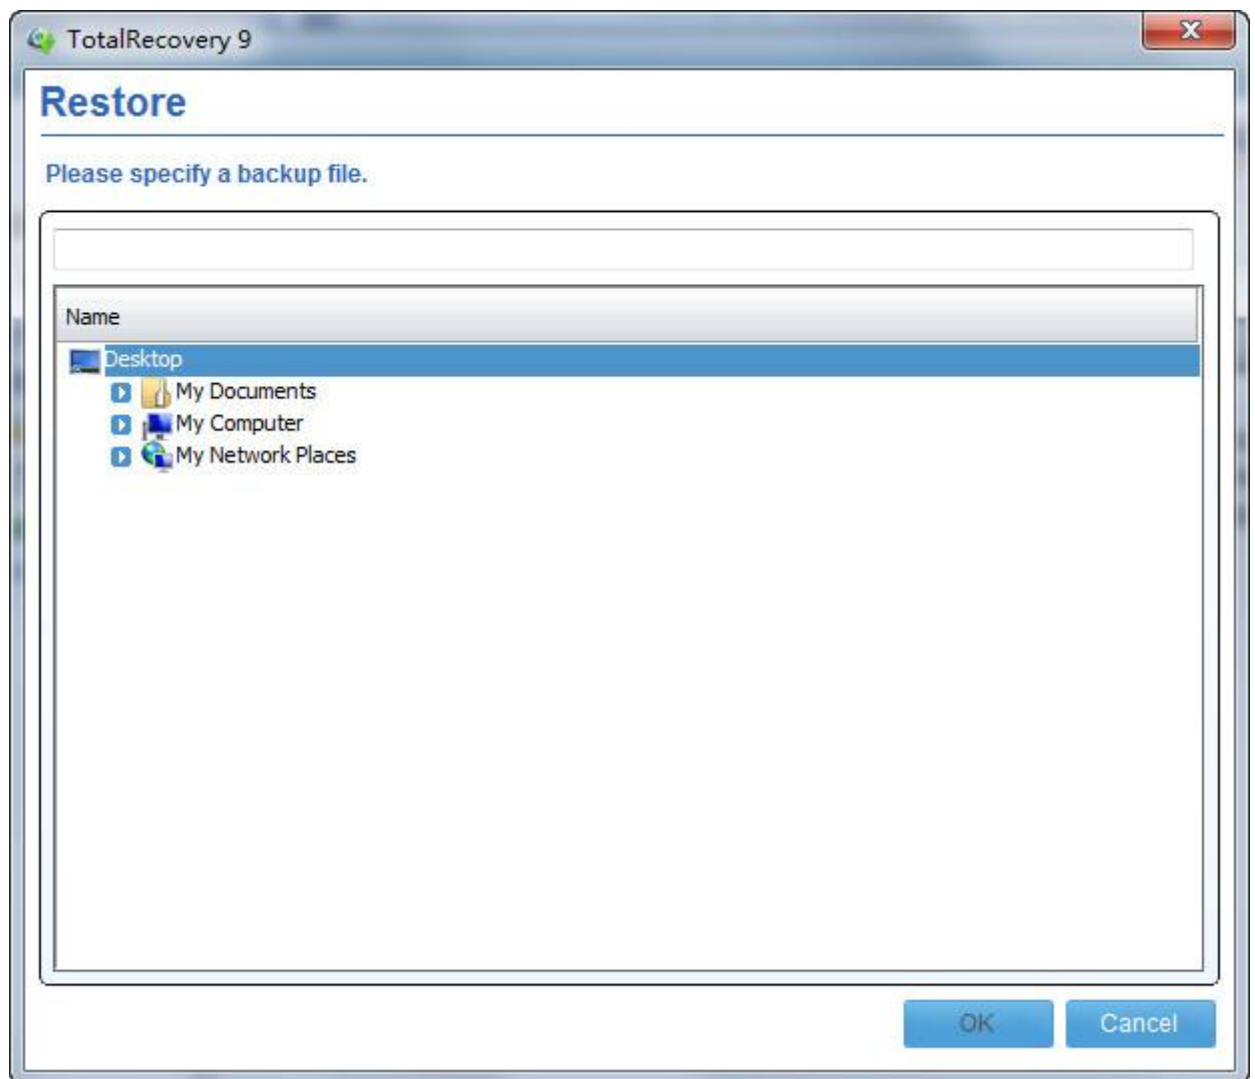 TotalRecovery 9
Restore
Please specify a backup file.
Name
Desktop
My Documents
My Computer
My Network Places
OK
Cancel